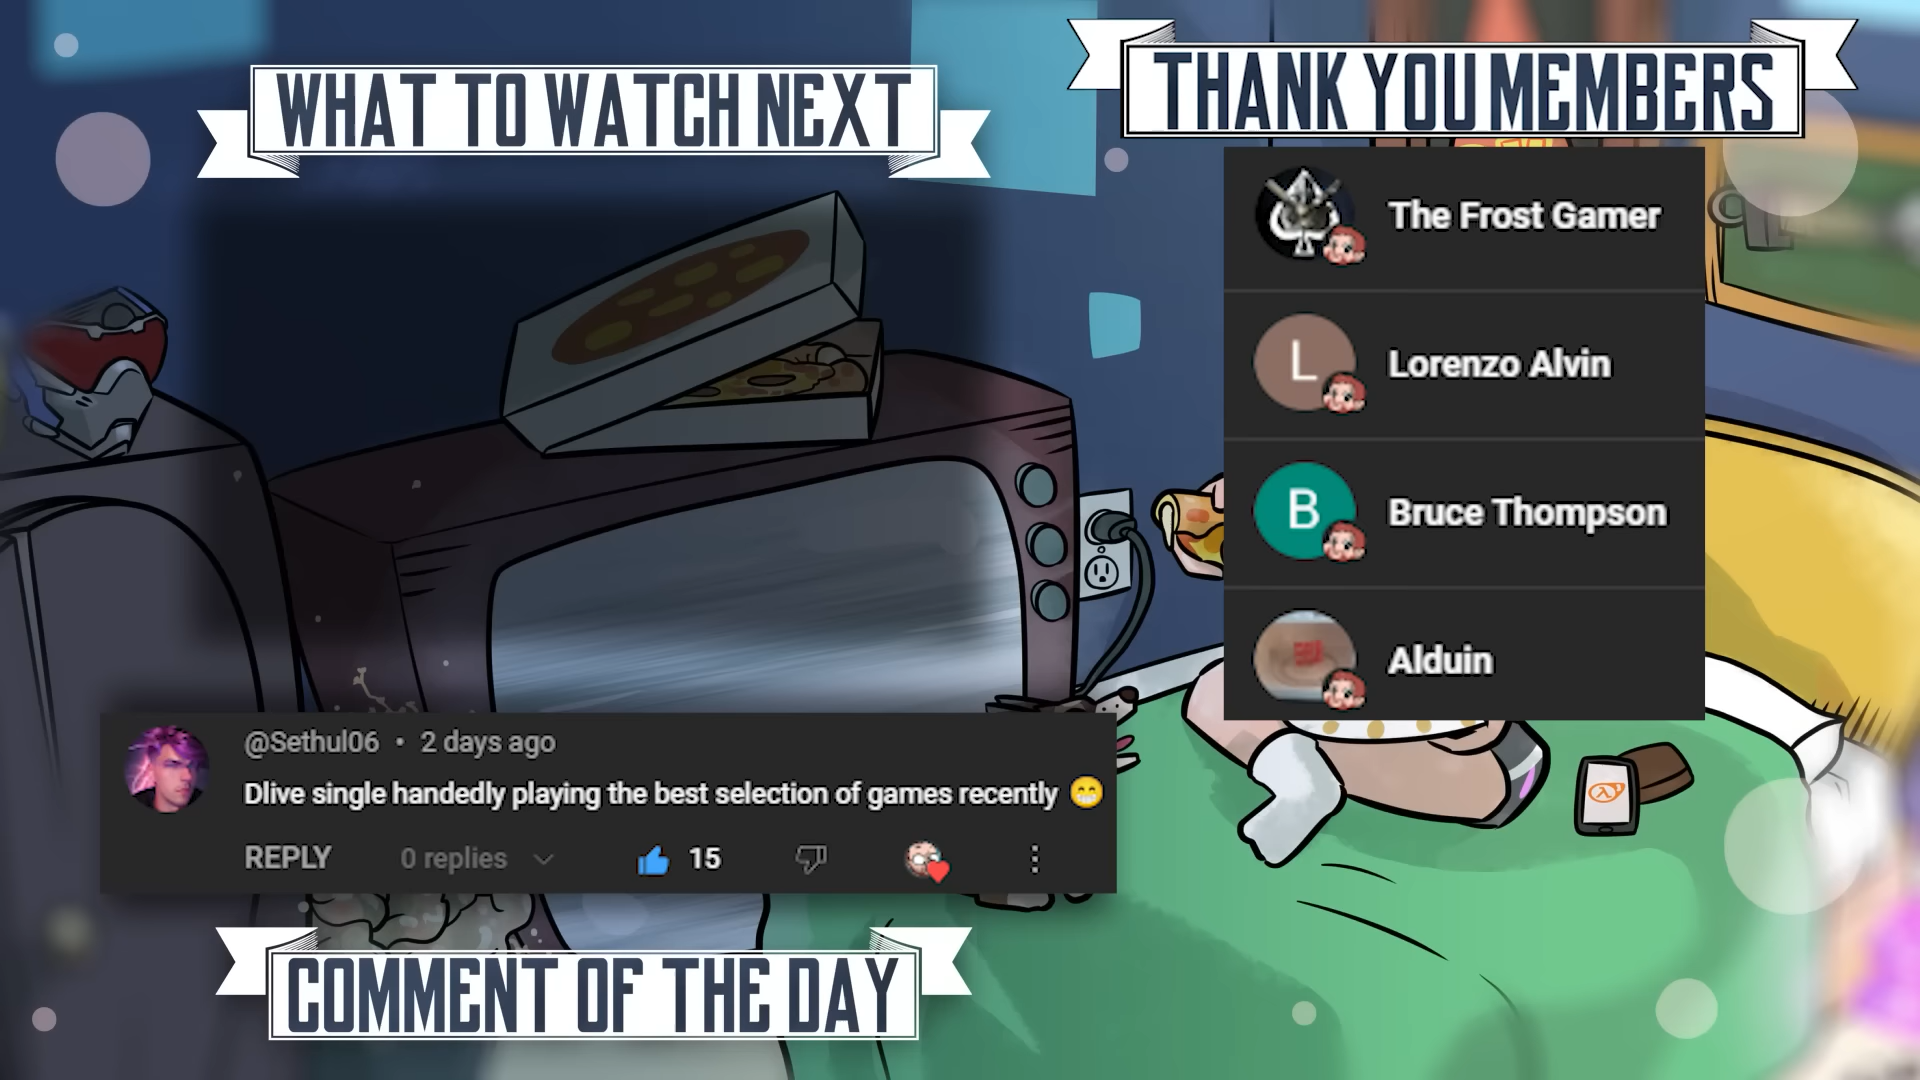 WHAT TO WATCH NEXT
THANK YOU MEMBERS
The Frost Gamer
L
Lorenzo Alvin
B
Bruce Thompson
Alduin
@Sethul06 • 2 days ago
Dlive single handedly playing the best selection of games recently 😁
REPLY 0 replies 15
COMMENT OF THE DAY